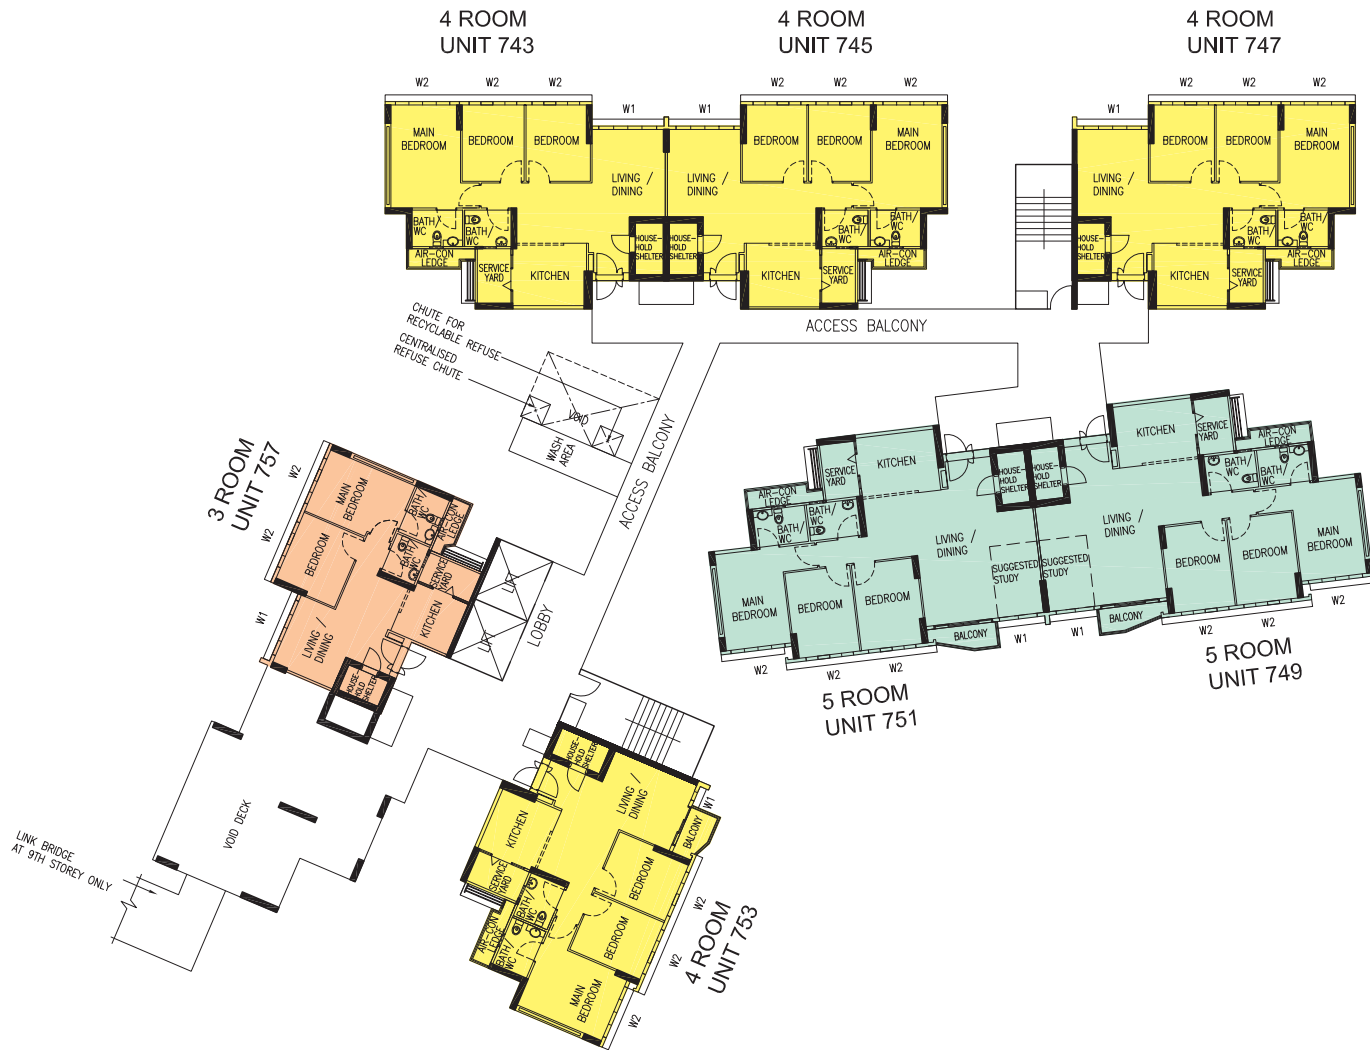 4 ROOM
UNIT 743
4 ROOM
UNIT 745
4 ROOM
UNIT 747
W2
W2
W2
W1
W1
W2
W2
W2
W1
W2
W2
W2
MAIN
BEDROOM
BEDROOM
BEDROOM
LIVING /
DINING
BATH/
WC
BATH/
WC
AIR-CON
LEDGE
SERVICE
YARD
KITCHEN
HOUSE-
HOLD
SHELTER
LIVING /
DINING
BEDROOM
BEDROOM
MAIN
BEDROOM
HOUSE-
HOLD
SHELTER
KITCHEN
SERVICE
YARD
BATH/
WC
BATH/
WC
AIR-CON
LEDGE
LIVING /
DINING
BEDROOM
BEDROOM
MAIN
BEDROOM
HOUSE-
HOLD
SHELTER
KITCHEN
SERVICE
YARD
BATH/
WC
BATH/
WC
AIR-CON
LEDGE
ACCESS BALCONY
CHUTE FOR
RECYCLABLE REFUSE
CENTRALISED
REFUSE CHUTE
VOID
WASH
AREA
ACCESS BALCONY
3 ROOM
UNIT 757
W2
W2
W1
MAIN
BEDROOM
BEDROOM
BATH/
WC
BATH/
WC
AIR-CON
LEDGE
SERVICE
YARD
KITCHEN
LIVING /
DINING
HOUSE-
HOLD
SHELTER
LIFT
LIFT
LOBBY
KITCHEN
SERVICE
YARD
AIR-CON
LEDGE
BATH/
WC
BATH/
WC
MAIN
BEDROOM
BEDROOM
BEDROOM
LIVING /
DINING
SUGGESTED
STUDY
HOUSE-
HOLD
SHELTER
BALCONY
W2
W2
W2
W1
5 ROOM
UNIT 751
KITCHEN
SERVICE
YARD
AIR-CON
LEDGE
BATH/
WC
BATH/
WC
HOUSE-
HOLD
SHELTER
LIVING /
DINING
SUGGESTED
STUDY
BEDROOM
BEDROOM
MAIN
BEDROOM
BALCONY
W1
W2
W2
W2
5 ROOM
UNIT 749
VOID DECK
LINK BRIDGE
AT 9TH STOREY ONLY
HOUSE-
HOLD
SHELTER
LIVING /
DINING
KITCHEN
W1
BALCONY
SERVICE
YARD
BEDROOM
BEDROOM
BATH/
WC
BATH/
WC
AIR-CON
LEDGE
MAIN
BEDROOM
W2
W2
W2
4 ROOM
UNIT 753